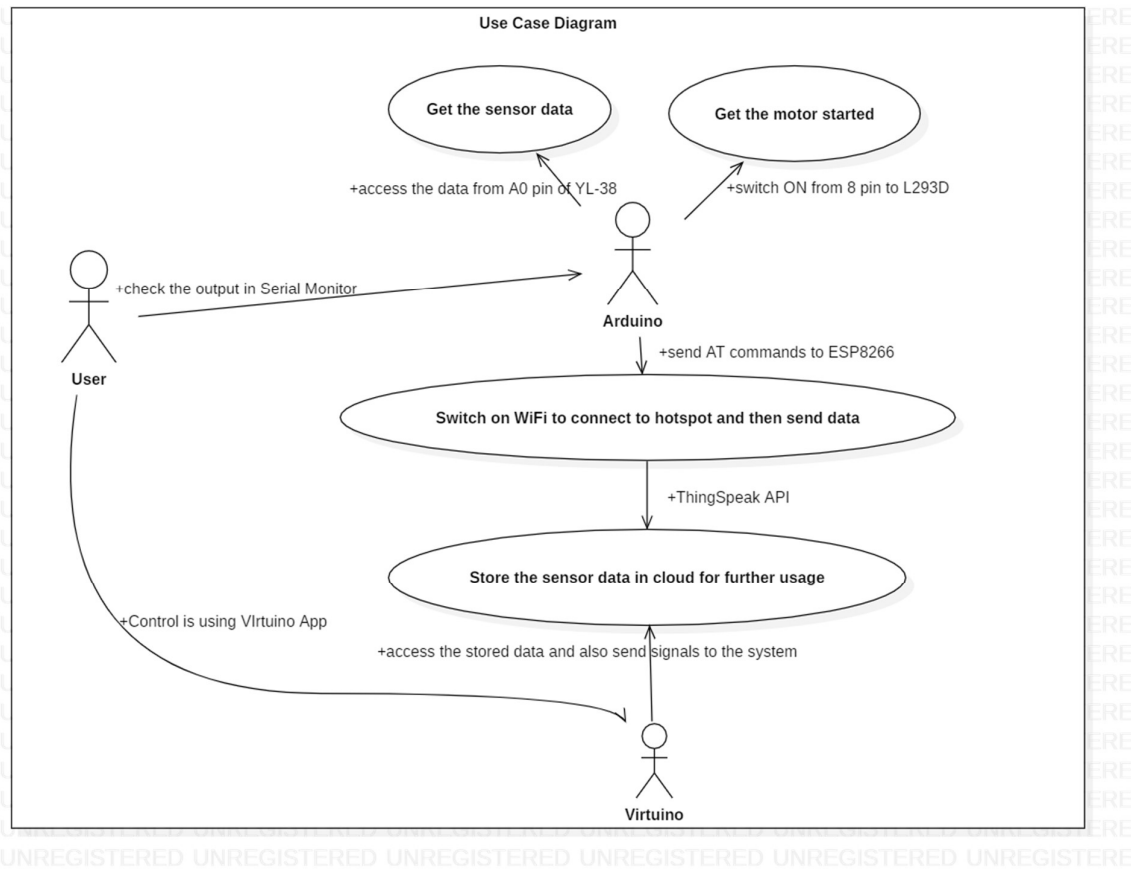 Use Case Diagram
Get the sensor data
Get the motor started
+access the data from A0 pin of YL-38
+switch ON from 8 pin to L293D
+check the output in Serial Monitor
Arduino
User
+send AT commands to ESP8266
Switch on WiFi to connect to hotspot and then send data
+ThingSpeak API
Store the sensor data in cloud for further usage
+Control is using VIrtuino App
+access the stored data and also send signals to the system
Virtuino
UNREGISTERED UNREGISTERED UNREGISTERED UNREGISTERED UNREGISTERED UNREGISTERE